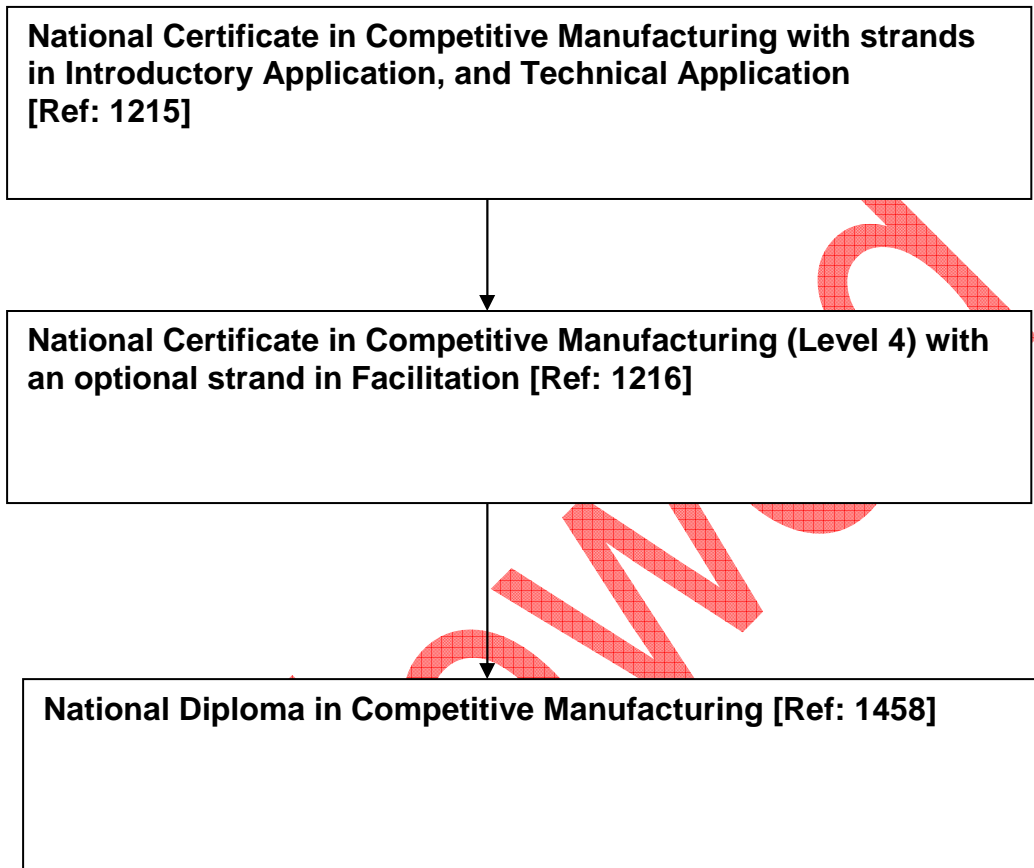 National Certificate in Competitive Manufacturing with strands
in Introductory Application, and Technical Application
[Ref: 1215]
National Certificate in Competitive Manufacturing (Level 4) with
an optional strand in Facilitation [Ref: 1216]
National Diploma in Competitive Manufacturing [Ref: 1458]